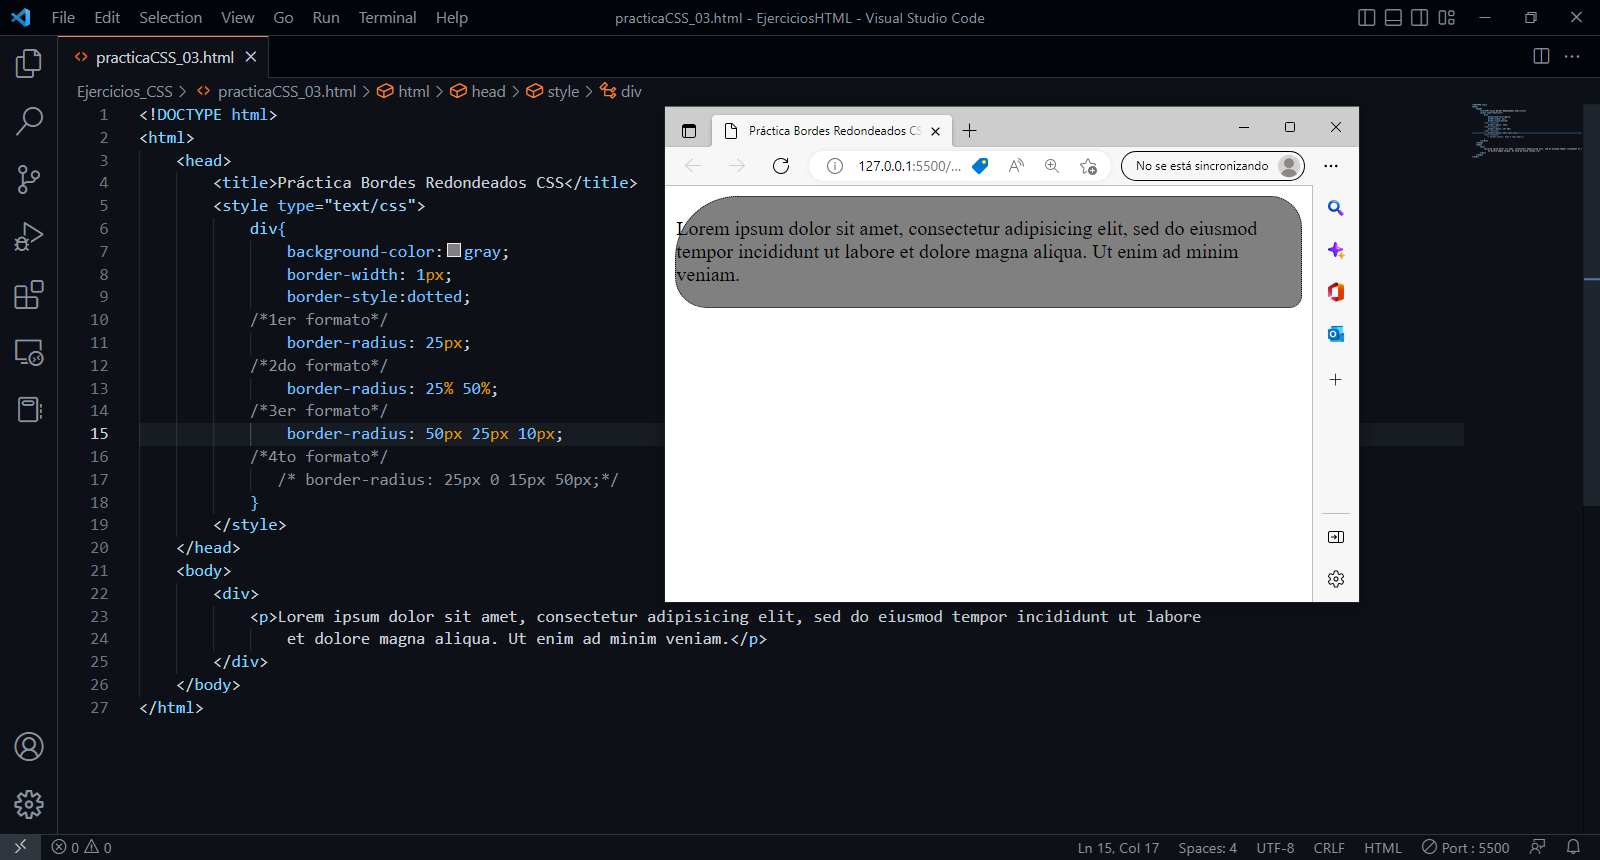 File Edit Selection View Go Run Terminal Help
practicaCSS_03.html - EjerciciosHTML - Visual Studio Code
practicaCSS_03.html
Ejercicios_CSS > practicaCSS_03.html > html > head > style > div
1 <!DOCTYPE html>
2 <html>
3 <head>
4 <title>Práctica Bordes Redondeados CSS</title>
5 <style type="text/css">
6 div{
7 background-color: gray;
8 border-width: 1px;
9 border-style:dotted;
10 /*1er formato*/
11 border-radius: 25px;
12 /*2do formato*/
13 border-radius: 25% 50%;
14 /*3er formato*/
15 border-radius: 50px 25px 10px;
16 /*4to formato*/
17 /* border-radius: 25px 0 15px 50px;*/
18 }
19 </style>
20 </head>
21 <body>
22 <div>
23 <p>Lorem ipsum dolor sit amet, consectetur adipisicing elit, sed do eiusmod tempor incididunt ut labore
24 et dolore magna aliqua. Ut enim ad minim veniam.</p>
25 </div>
26 </body>
27 </html>
Práctica Bordes Redondeados CS
127.0.0.1:5500/...
No se está sincronizando
Lorem ipsum dolor sit amet, consectetur adipisicing elit, sed do eiusmod
tempor incididunt ut labore et dolore magna aliqua. Ut enim ad minim
veniam.
0 0
Ln 15, Col 17 Spaces: 4 UTF-8 CRLF HTML Port : 5500